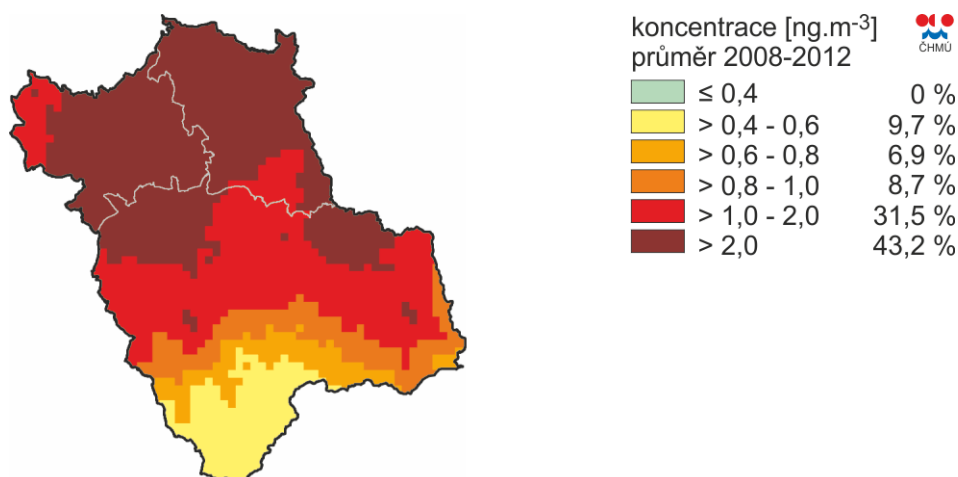 koncentrace [ng.m-3]
průměr 2008-2012
ČHMÚ
≤ 0,4 0 %
> 0,4 - 0,6 9,7 %
> 0,6 - 0,8 6,9 %
> 0,8 - 1,0 8,7 %
> 1,0 - 2,0 31,5 %
> 2,0 43,2 %